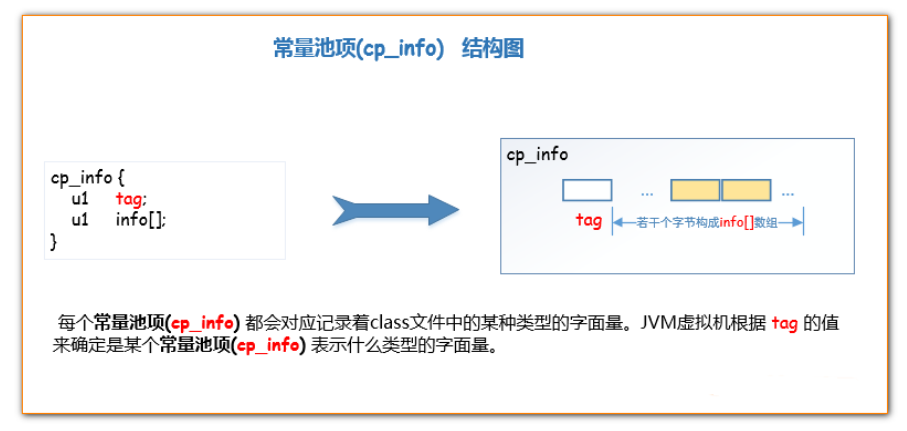 常量池项(cp_info) 结构图
cp_info {
u1 tag;
u1 info[];
}
cp_info
... ...
tag 若干个字节构成info[]数组
每个常量池项(cp_info) 都会对应记录着class文件中的某种类型的字面量。JVM虚拟机根据 tag 的值
来确定是某个常量池项(cp_info) 表示什么类型的字面量。